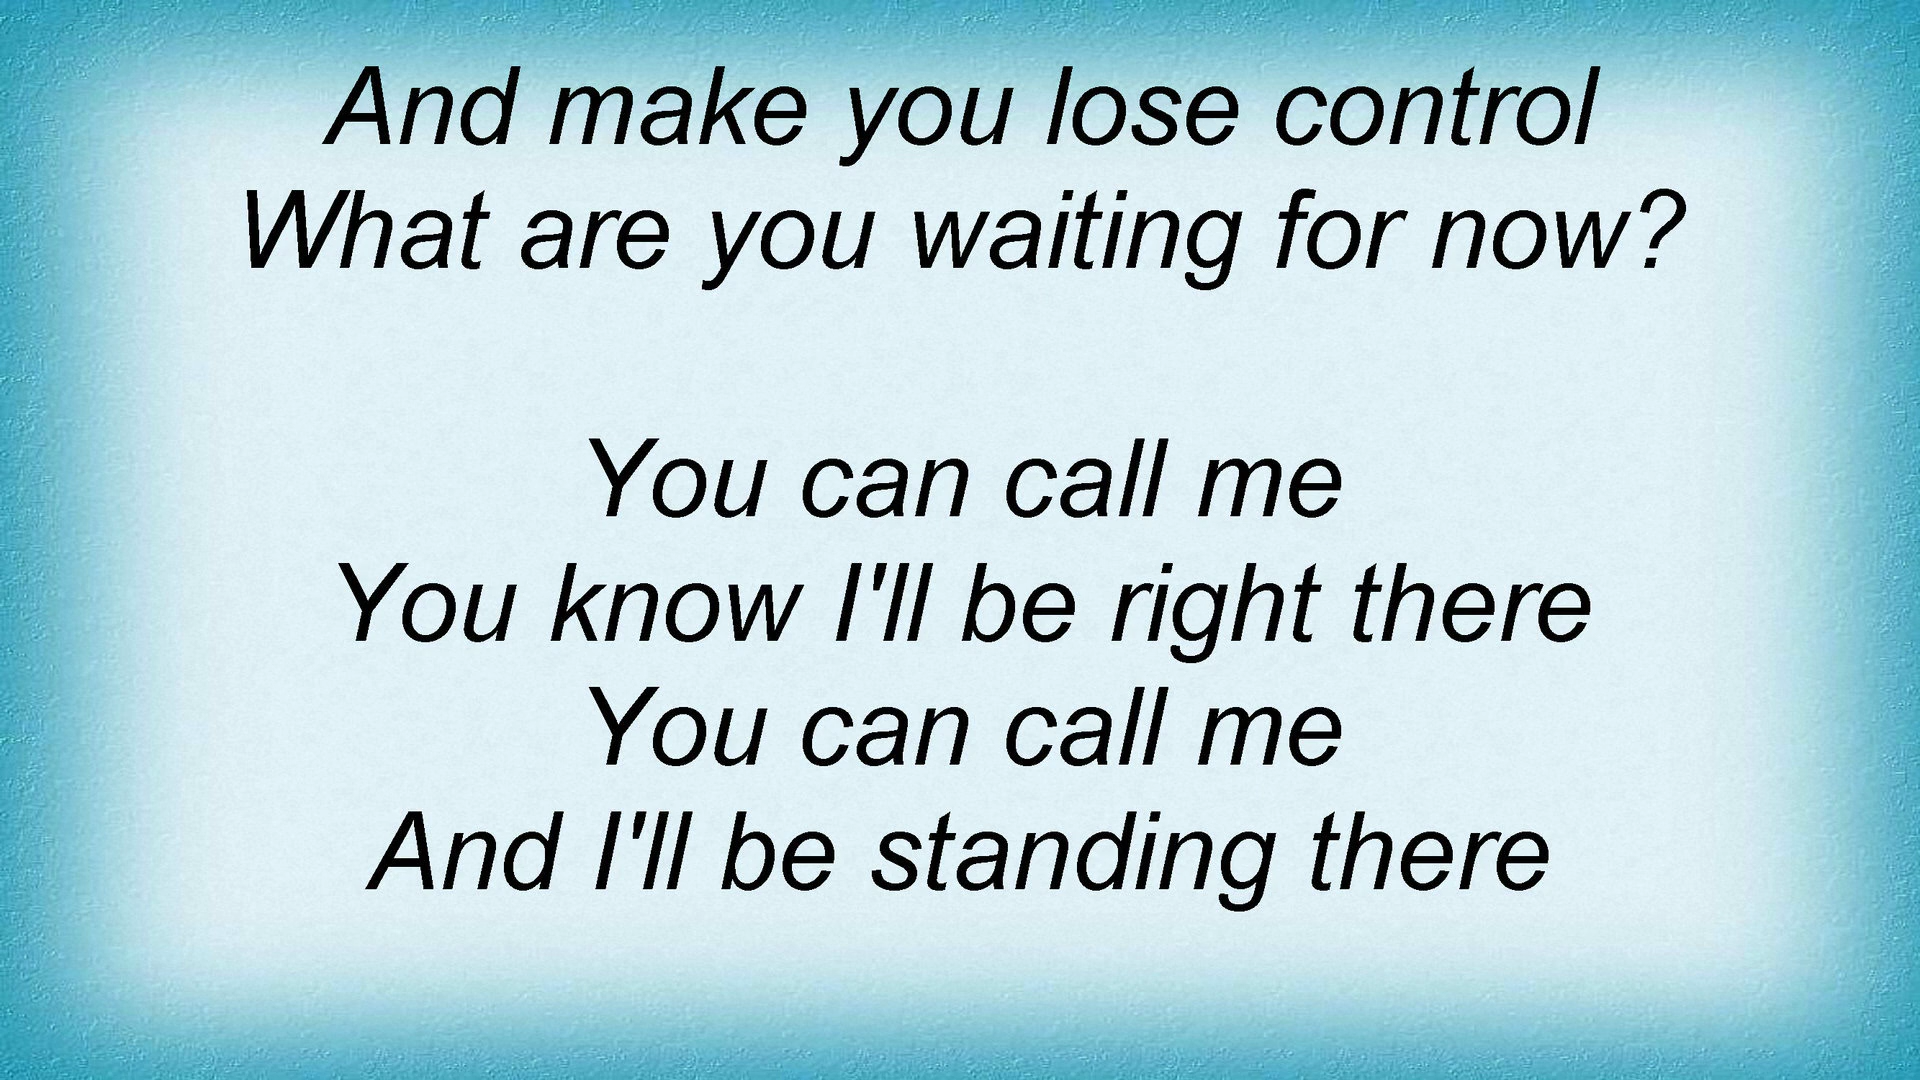 And make you lose control
What are you waiting for now?
You can call me
You know I'll be right there
You can call me
And I'll be standing there